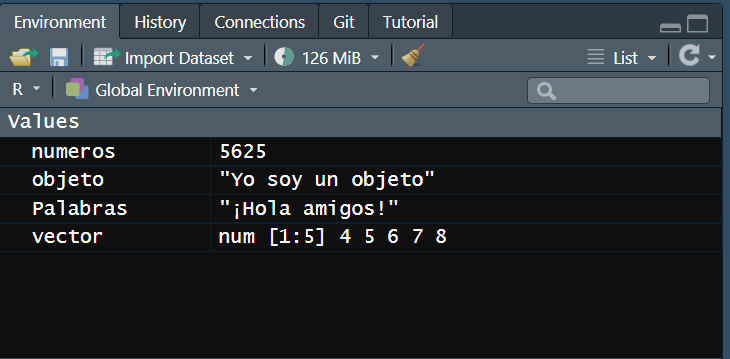 Environment History Connections Git Tutorial
Import Dataset 126 MiB List
R Global Environment
Values
numeros 5625
objeto "Yo soy un objeto"
Palabras "¡Hola amigos!"
vector num [1:5] 4 5 6 7 8